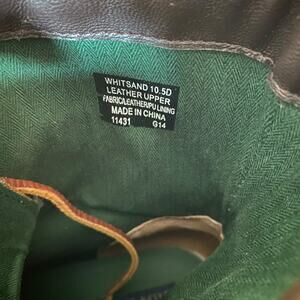 WHITSAND 10.5D
LEATHER UPPER
FABRIC/LEATHER/PU LINING
MADE IN CHINA
11431 G14